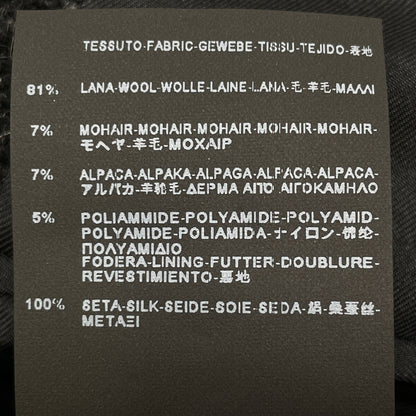 TESSUTO-FABRIC-GEWEBE-TISSU-TEJIDO-表地
81% LANA-WOOL-WOLLE-LAINE-LANA-毛-羊毛-ΜΑΛΛΙ
7% MOHAIR-MOHAIR-MOHAIR-MOHAIR-MOHAIR-
モヘヤ-羊毛-ΜΟΧΑΙΡ
7% ALPACA-ALPAKA-ALPAGA-ALPACA-ALPACA-
アルパカ-羊駝毛-ΔΕΡΜΑ ΑΠΟ ΑΙΓΟΚΑΜΗΛΟ
5% POLIAMMIDE-POLYAMIDE-POLYAMID-
POLYAMIDE-POLIAMIDA-ナイロン-锦纶-
ΠΟΛΥΑΜΙΔΙΟ
FODERA-LINING-FUTTER-DOUBLURE-
REVESTIMIENTO-裏地
100% SETA-SILK-SEIDE-SOIE-SEDA-絹-桑蚕丝-
ΜΕΤΑΞΙ